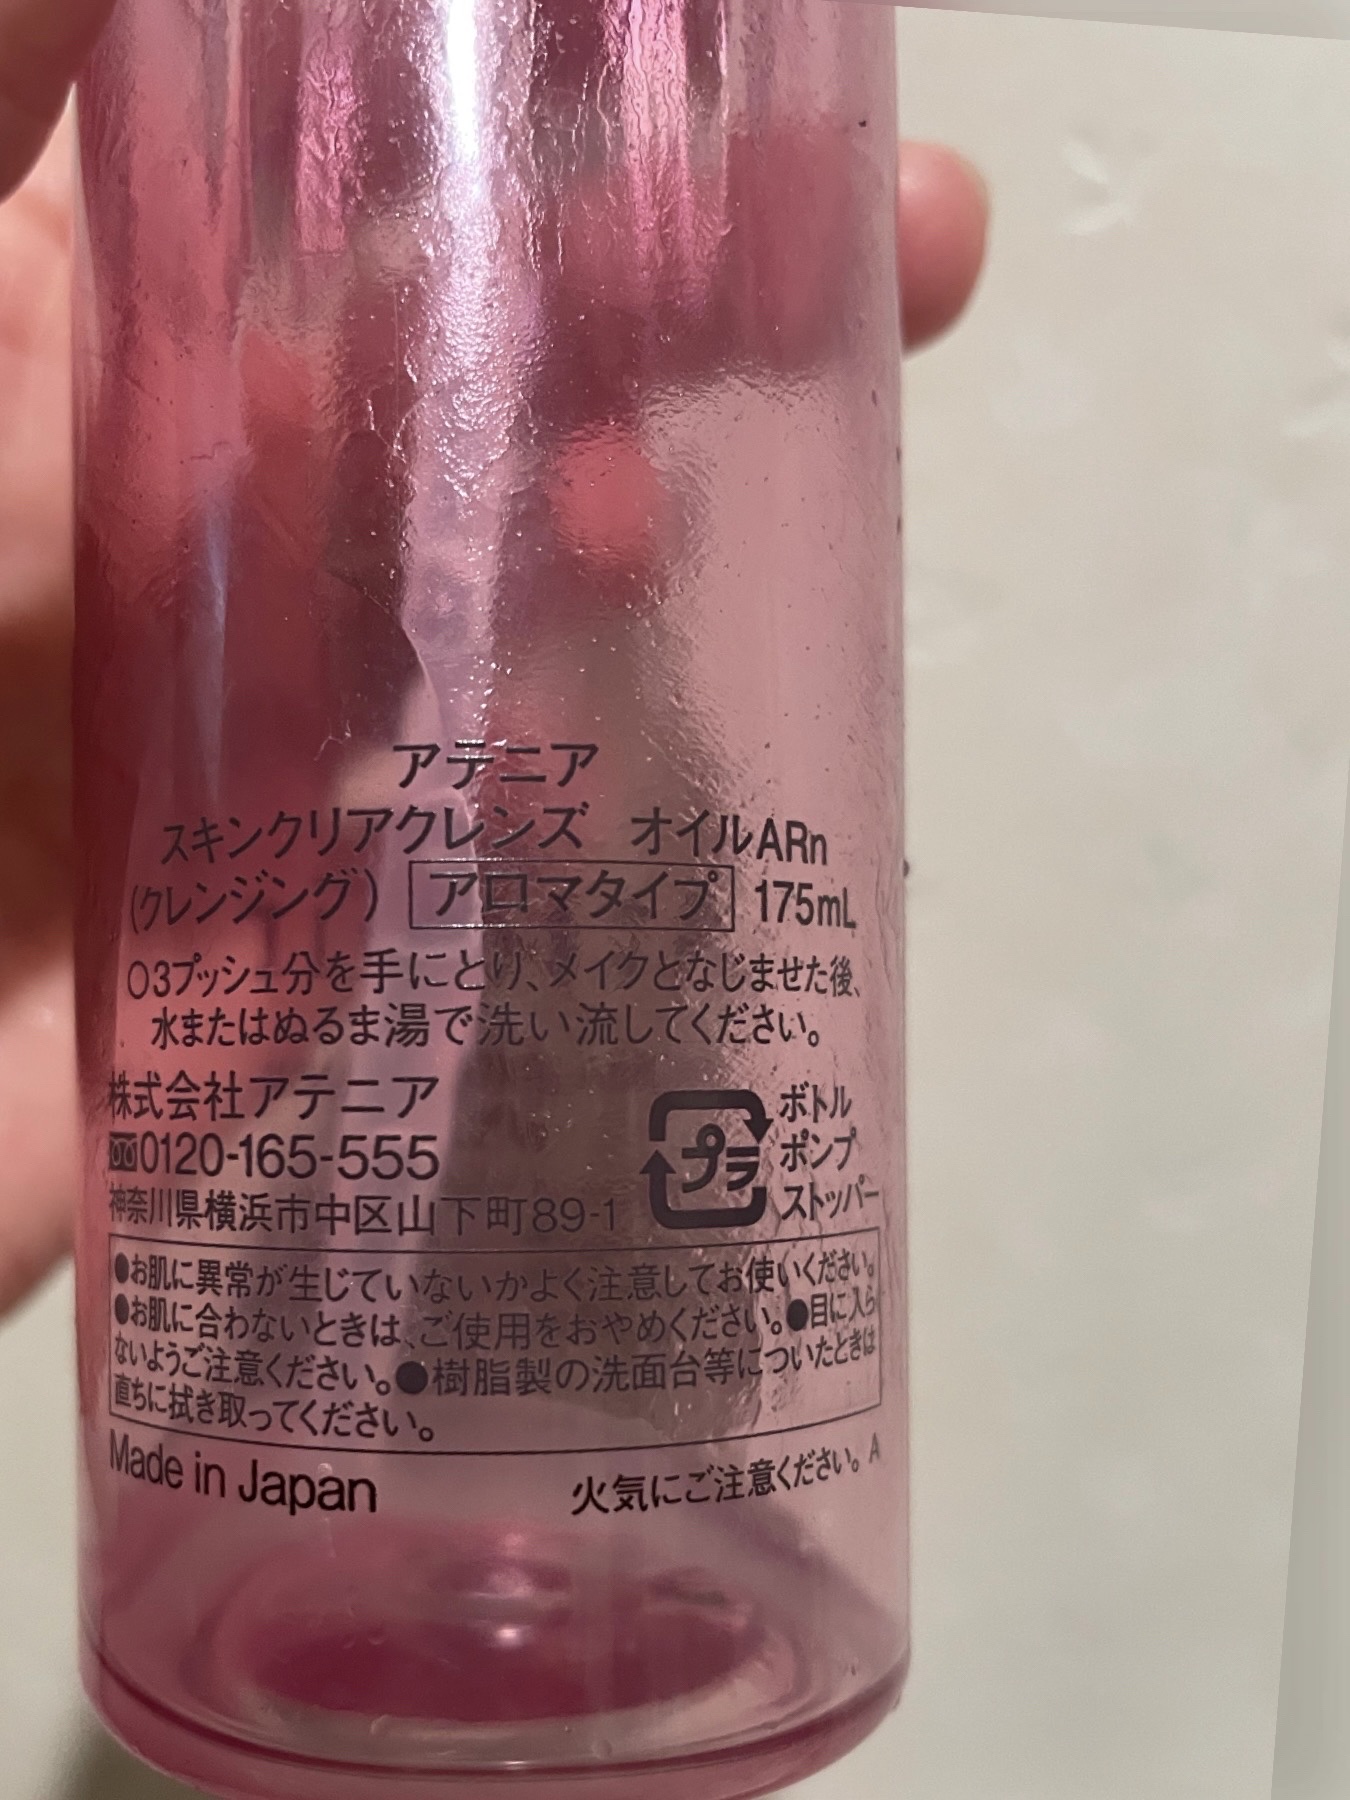 アテニア
スキンクリアクレンズ オイルARn
(クレンジング) アロマタイプ 175mL
○3プッシュ分を手にとり、メイクとなじませた後、
水またはぬるま湯で洗い流してください。
株式会社アテニア
0120-165-555
神奈川県横浜市中区山下町89-1
プラ
ボトル
ポンプ
ストッパー
●お肌に異常が生じていないかよく注意してお使いください。
●お肌に合わないときは、ご使用をおやめください。●目に入ら
ないようご注意ください。●樹脂製の洗面台等についたときは
直ちに拭き取ってください。
Made in Japan
火気にご注意ください。A